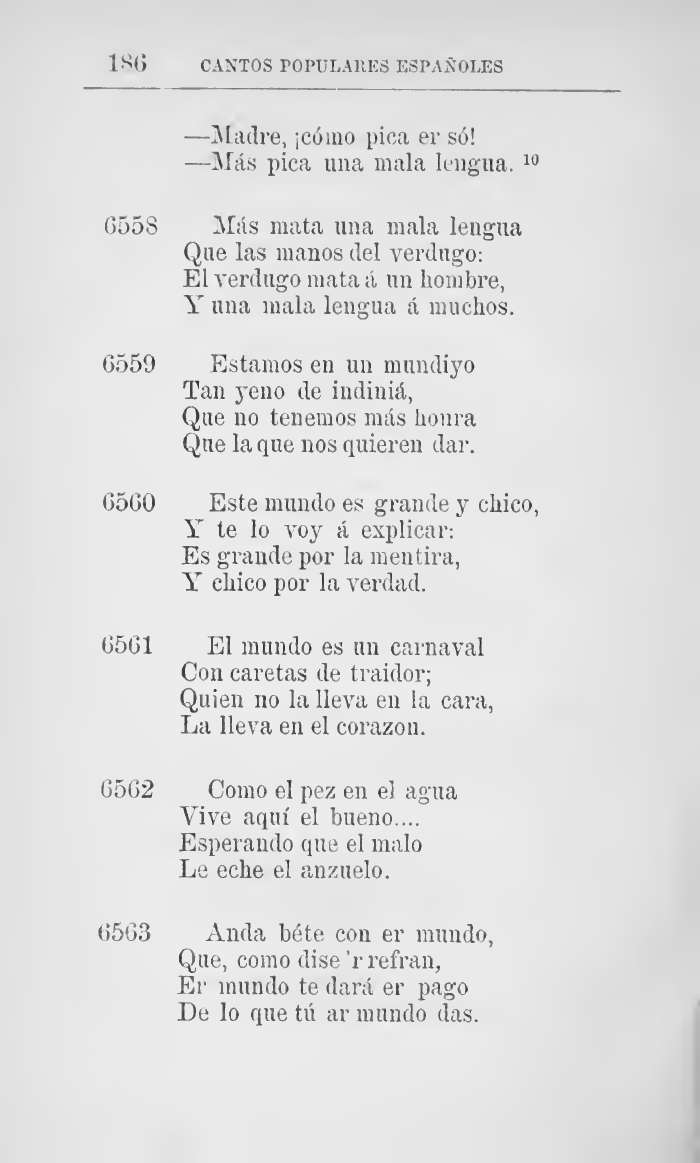 186 CANTOS POPULARES ESPAÑOLES
—Madre, ¡cómo pica er só!
—Más pica una mala lengua. 10
6558 Más mata una mala lengua
Que las manos del verdugo:
El verdugo mata á un hombre,
Y una mala lengua á muchos.
6559 Estamos en un mundiyo
Tan yeno de indiniá,
Que no tenemos más honra
Que la que nos quieren dar.
6560 Este mundo es grande y chico,
Y te lo voy á explicar:
Es grande por la mentira,
Y chico por la verdad.
6561 El mundo es un carnaval
Con caretas de traidor;
Quien no la lleva en la cara,
La lleva en el corazon.
6562 Como el pez en el agua
Vive aquí el bueno....
Esperando que el malo
Le eche el anzuelo.
6563 Anda béte con er mundo,
Que, como dise 'r refran,
Er mundo te dará er pago
De lo que tú ar mundo das.